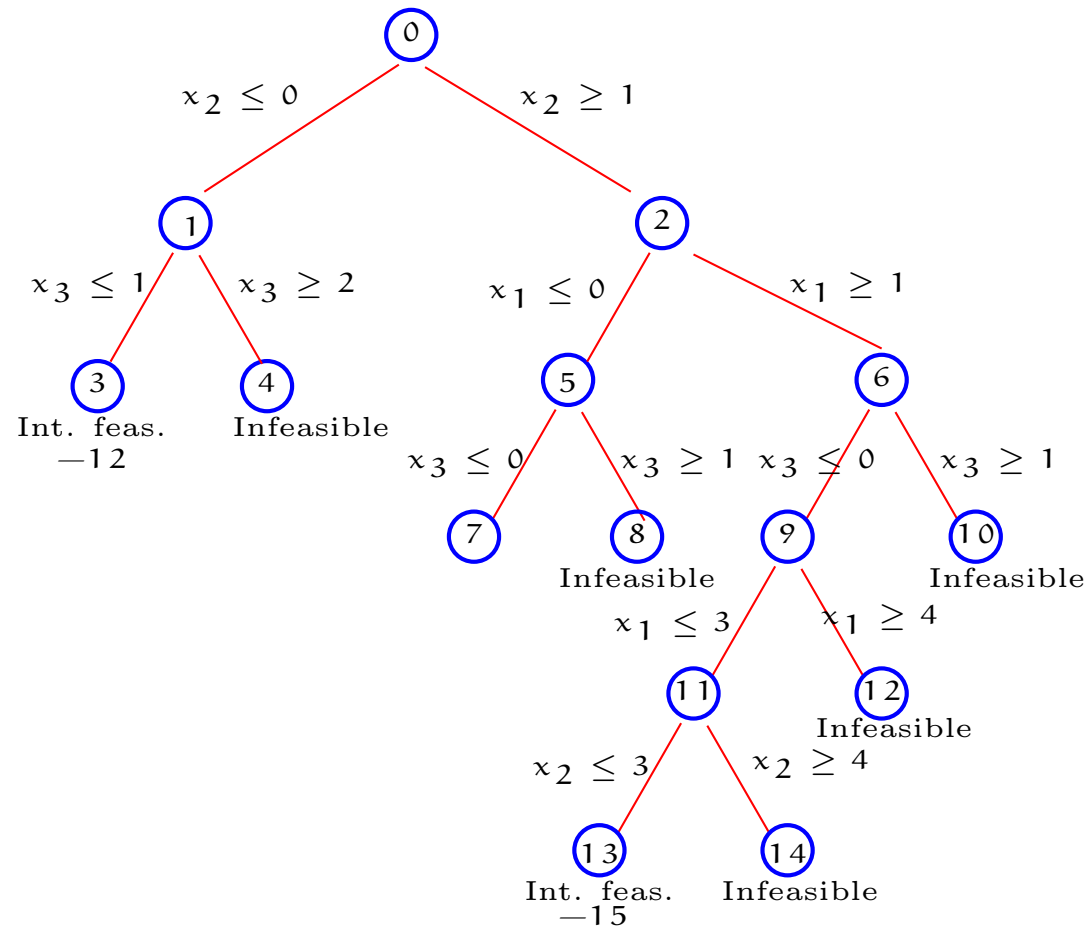 0
x₂ ≤ 0
x₂ ≥ 1
1
2
x₃ ≤ 1
x₃ ≥ 2
x₁ ≤ 0
x₁ ≥ 1
3
4
5
6
Int. feas.
−12
Infeasible
x₃ ≤ 0
x₃ ≥ 1
x₃ ≤ 0
x₃ ≥ 1
7
8
9
10
Infeasible
Infeasible
x₁ ≤ 3
x₁ ≥ 4
11
12
Infeasible
x₂ ≤ 3
x₂ ≥ 4
13
14
Int. feas.
−15
Infeasible